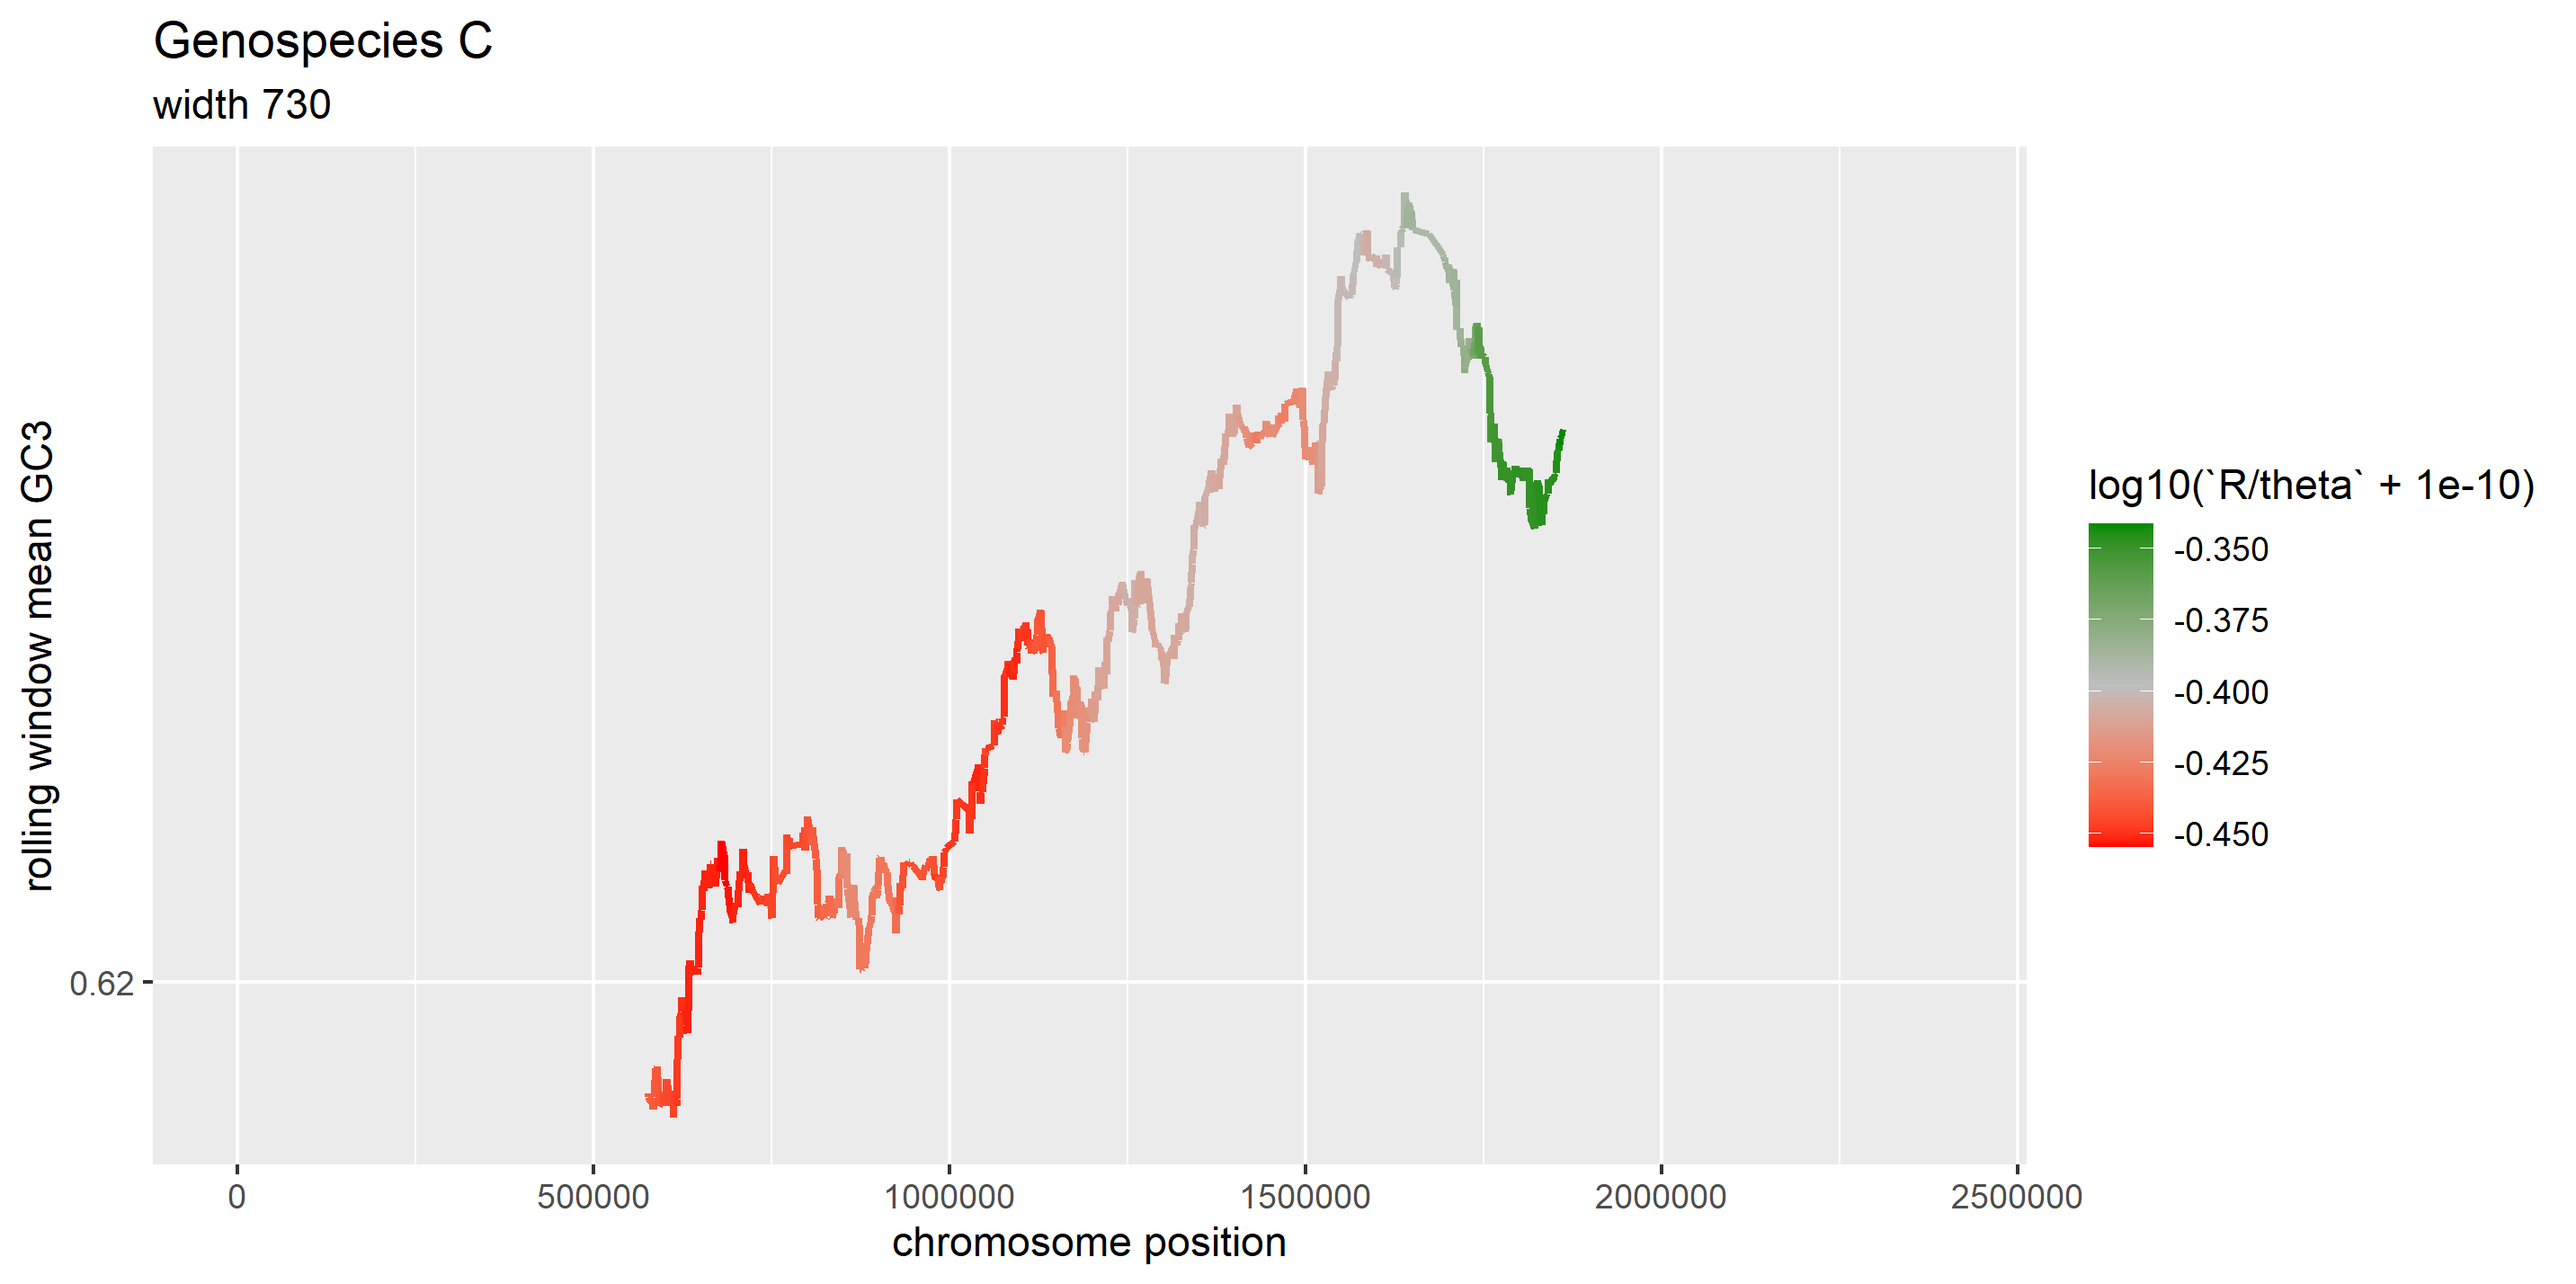 Genospecies C
width 730
rolling window mean GC3
0.62
0
500000
1000000
1500000
2000000
2500000
chromosome position
log10(`R/theta` + 1e-10)
-0.350
-0.375
-0.400
-0.425
-0.450